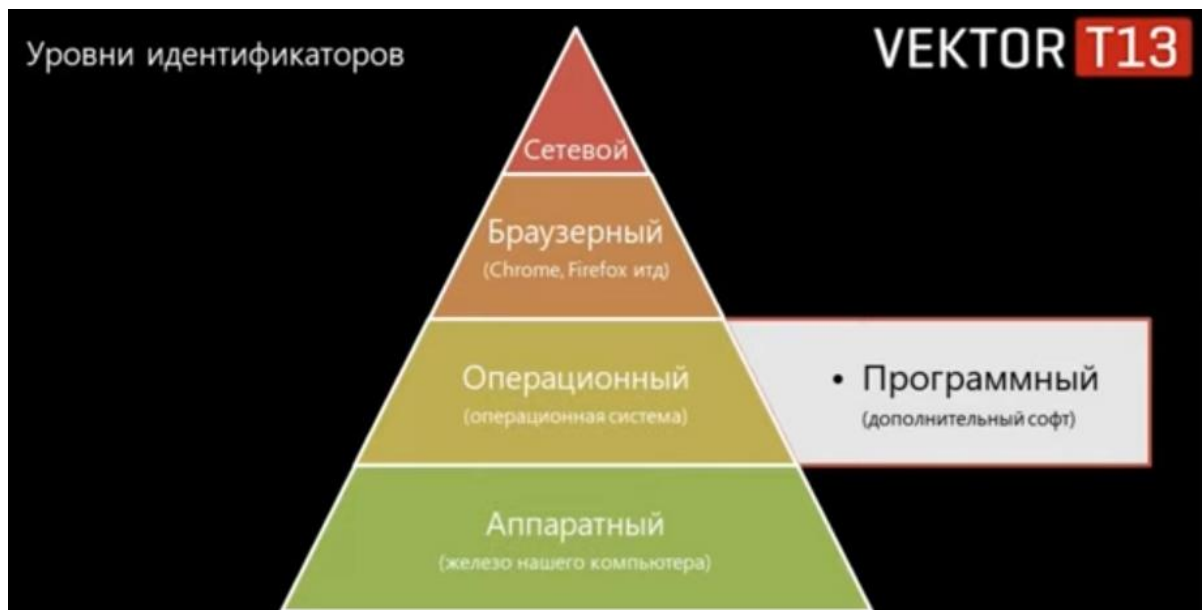 Уровни идентификаторов
VEKTOR T13
Сетевой
Браузерный
(Chrome, Firefox итд)
Операционный
(операционная система)
• Программный
(дополнительный софт)
Аппаратный
(железо нашего компьютера)